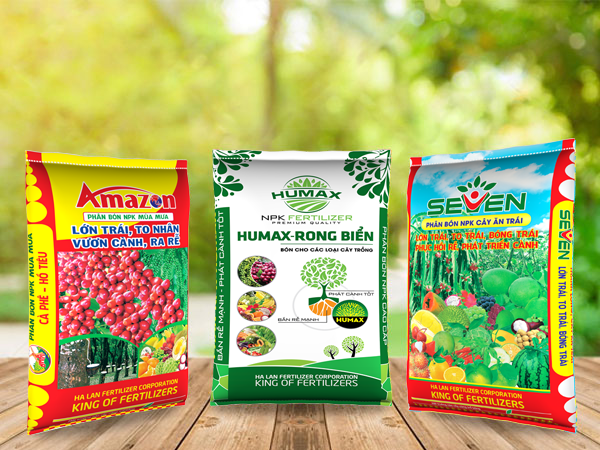 Amazon
PHÂN BÓN NPK MÙA MƯA
LỚN TRÁI, TO NHÂN
VƯƠN CÀNH, RA RỄ
PHÂN BÓN NPK MÙA MƯA
CÀ PHÊ - HỒ TIÊU
HA LAN FERTILIZER CORPORATION
KING OF FERTILIZERS
HUMAX
NPK FERTILIZER
PREMIUM QUALITY
HUMAX-RONG BIỂN
BÓN CHO CÁC LOẠI CÂY TRỒNG
PHÁT CÀNH TỐT
BẮN RỄ MẠNH
HUMAX
BẮN RỄ MẠNH - PHÁT CÀNH TỐT
PHÂN BÓN NPK CAO CẤP
HA LAN FERTILIZER CORPORATION
KING OF FERTILIZERS
SEVEN
PHÂN BÓN NPK CÂY ĂN TRÁI
LỚN TRÁI, TO TRÁI, BÓNG TRÁI
PHỤC HỒI RỄ, PHÁT TRIỂN CÀNH
SEVEN
LỚN TRÁI, TO TRÁI, BÓNG TRÁI
HA LAN FERTILIZER CORPORATION
KING OF FERTILIZERS